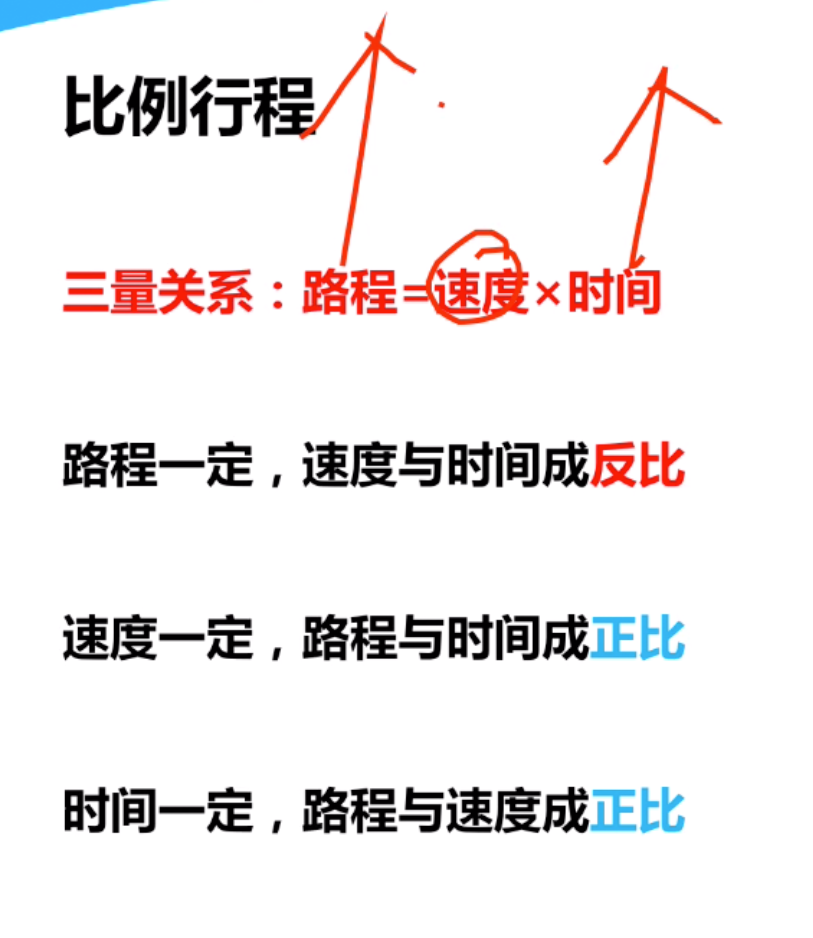 比例行程
三量关系：路程=速度×时间
路程一定，速度与时间成反比
速度一定，路程与时间成正比
时间一定，路程与速度成正比